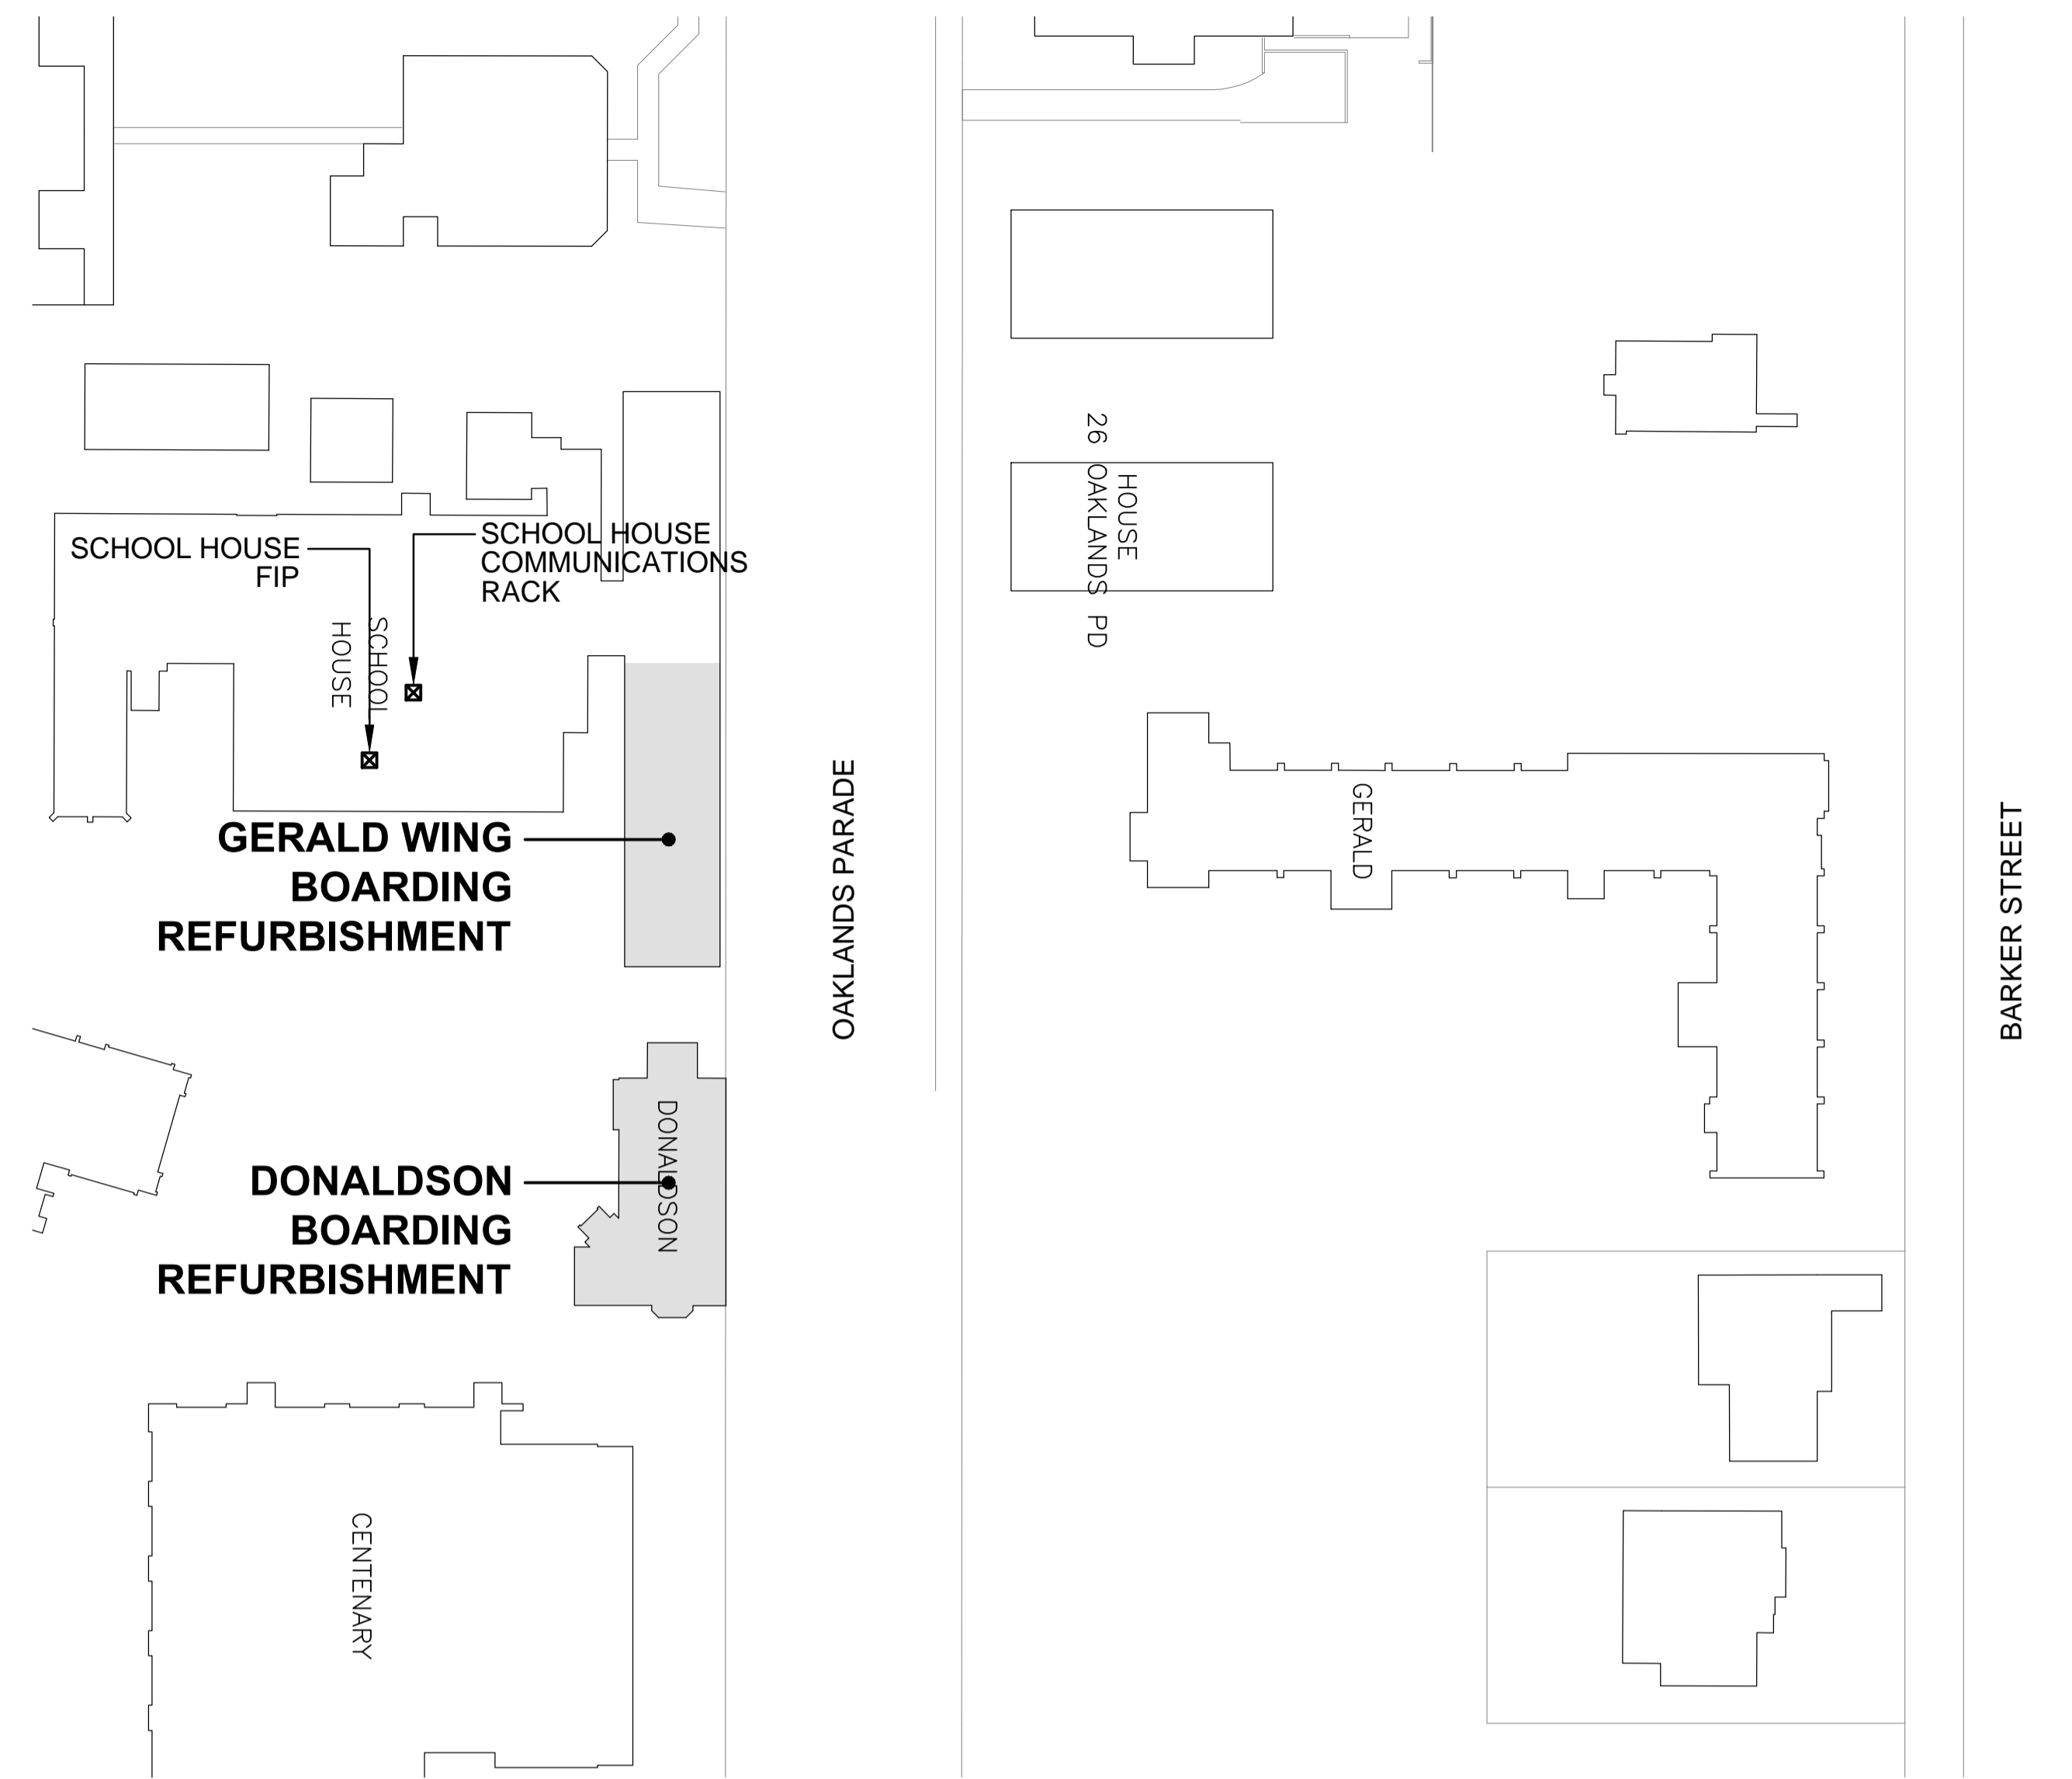 26 OAKLANDS PD
HOUSE
SCHOOL HOUSE
FIP
SCHOOL HOUSE
COMMUNICATIONS
RACK
SCHOOL
HOUSE
GERALD WING
BOARDING
REFURBISHMENT
OAKLANDS PARADE
GERALD
BARKER STREET
DONALDSON
DONALDSON
BOARDING
REFURBISHMENT
CENTENARY